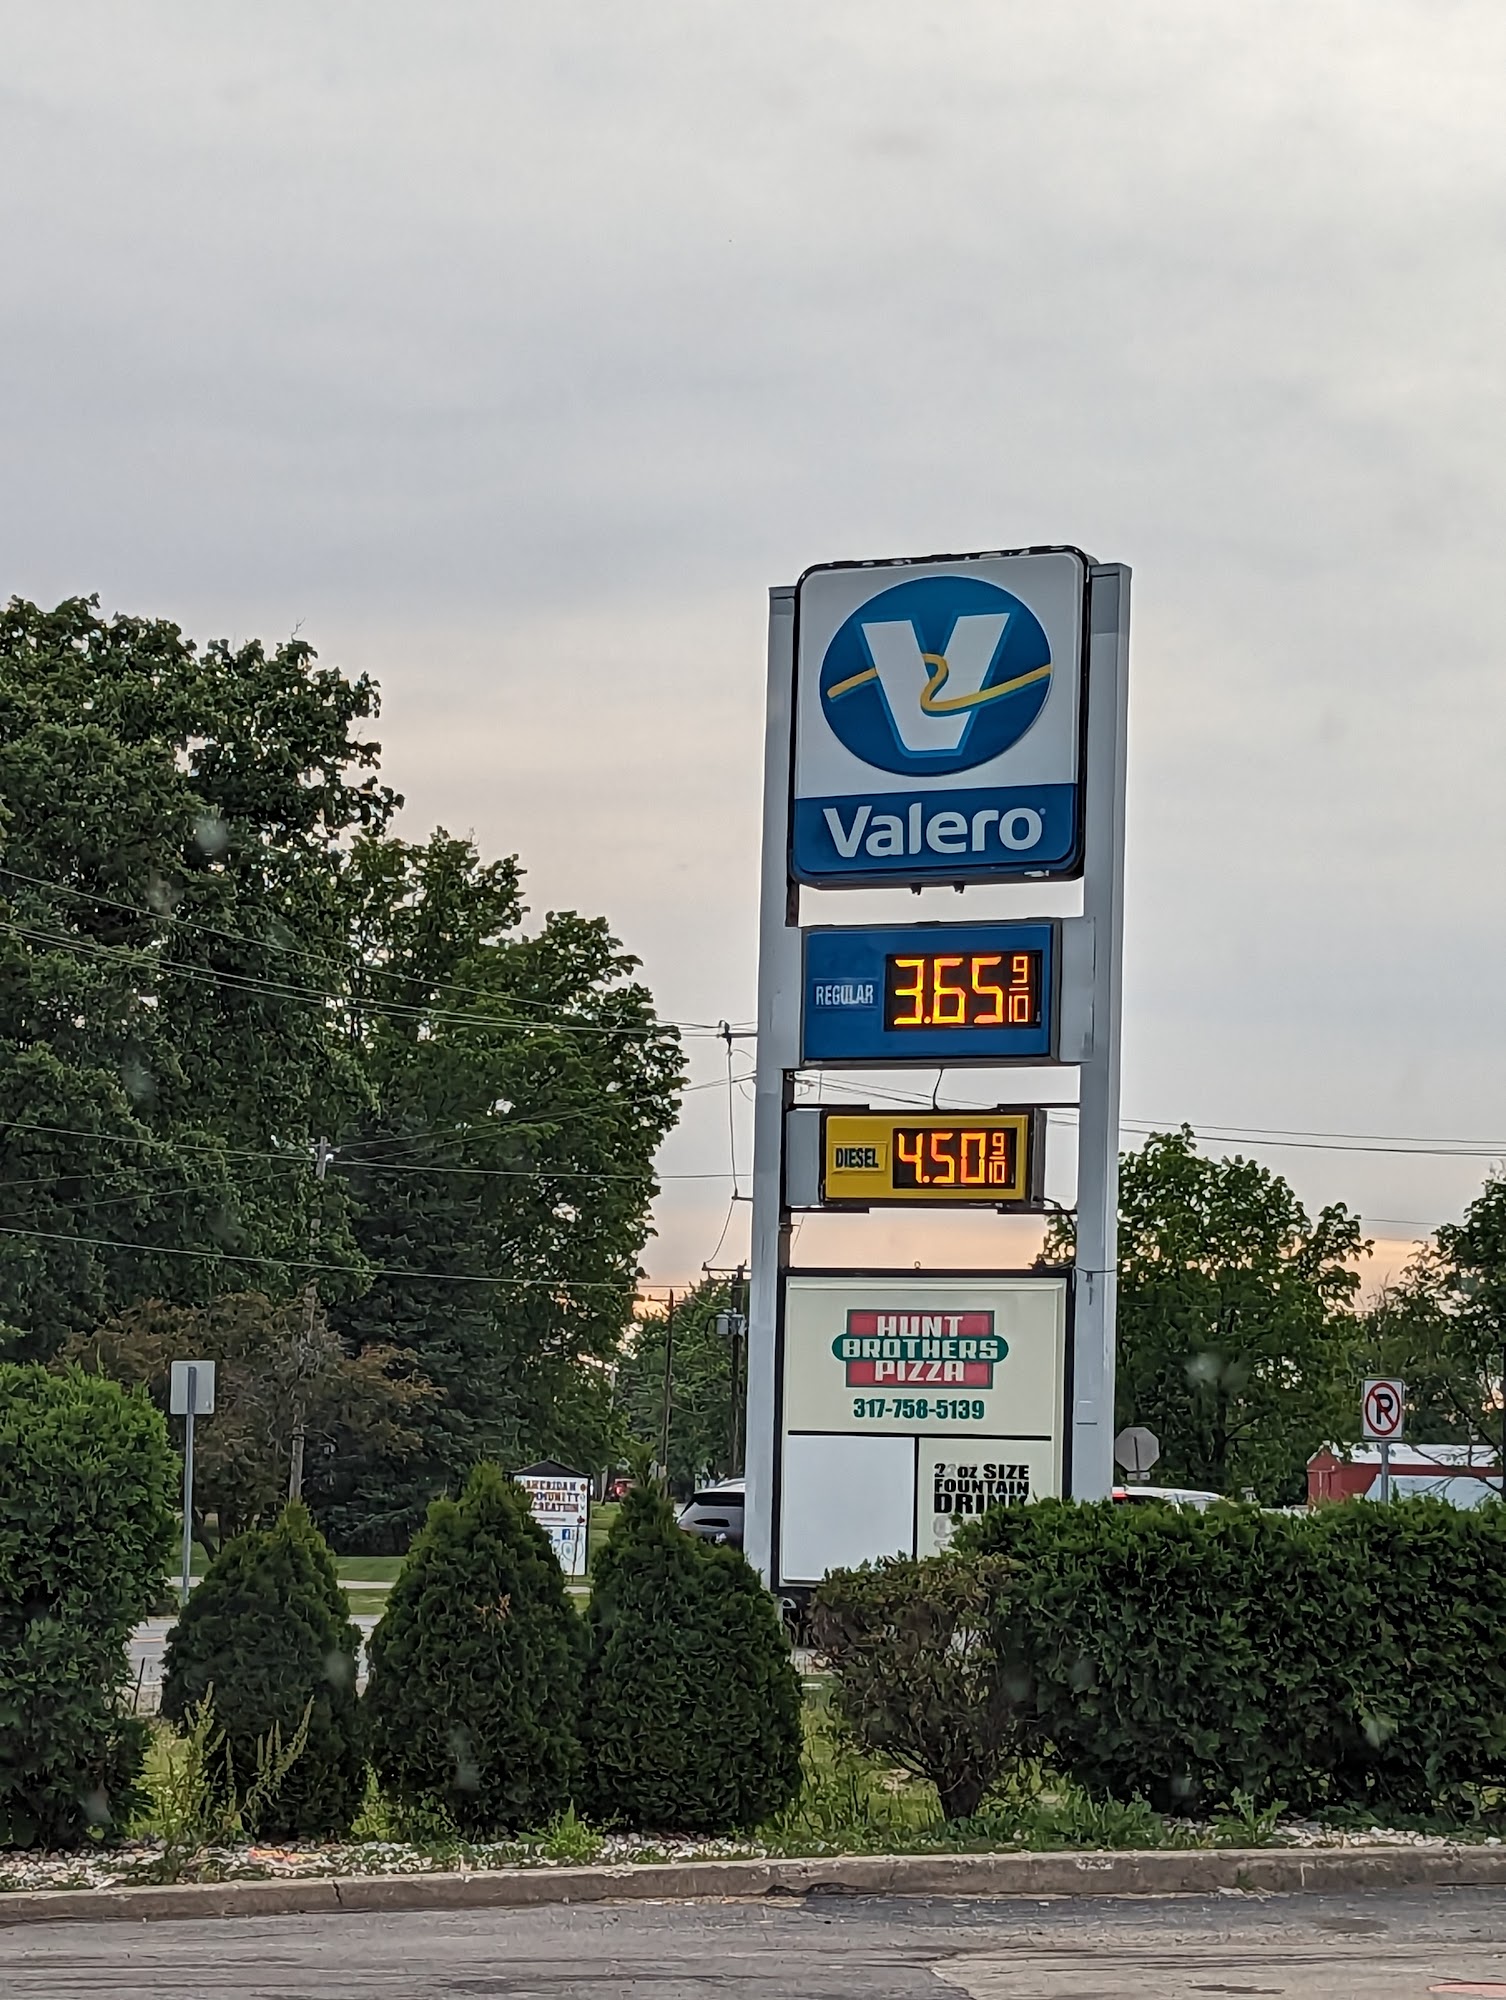 V
Valero
REGULAR 3.65 9/10
DIESEL 4.50 9/10
HUNT
BROTHERS
PIZZA
317-758-5139
oz SIZE
FOUNTAIN
DRINK
P